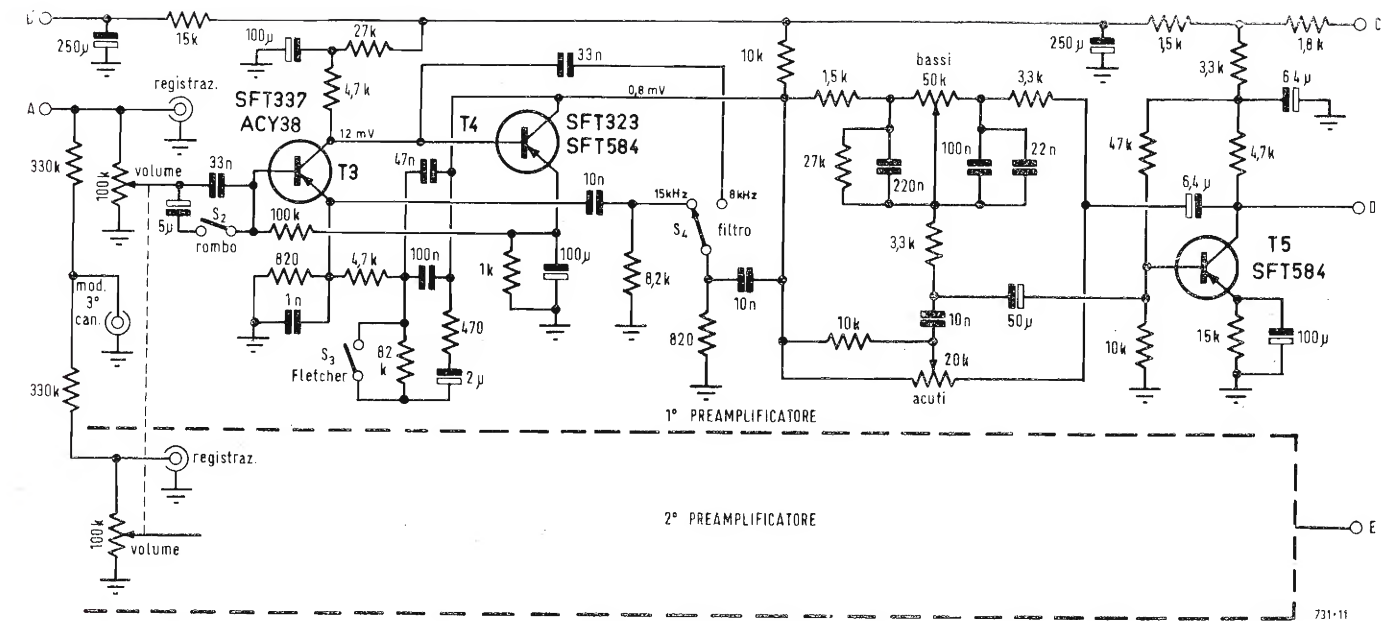 250µ
15k
100µ
27k
4,7k
33n
10k
250µ
1,5k
1,8k
C
3,3k
64µ
A
registraz.
SFT337
ACY38
12 mV
T3
T4
0,8 mV
SFT323
SFT584
1,5k
bassi
50k
3,3k
27k
220n
100n
22n
47k
4,7k
6,4µ
D
330k
100k
volume
33n
5µ
S2
rombo
100k
47n
10n
15kHz
8kHz
S4
filtro
3,3k
T5
SFT584
mod.
3°
can.
820
1n
4,7k
100n
1k
100µ
8,2k
10n
820
10n
50µ
10k
15k
100µ
S3
Fletcher
82
k
470
2µ
10k
20k
acuti
330k
1° PREAMPLIFICATORE
registraz.
100k
volume
2° PREAMPLIFICATORE
E
731-11